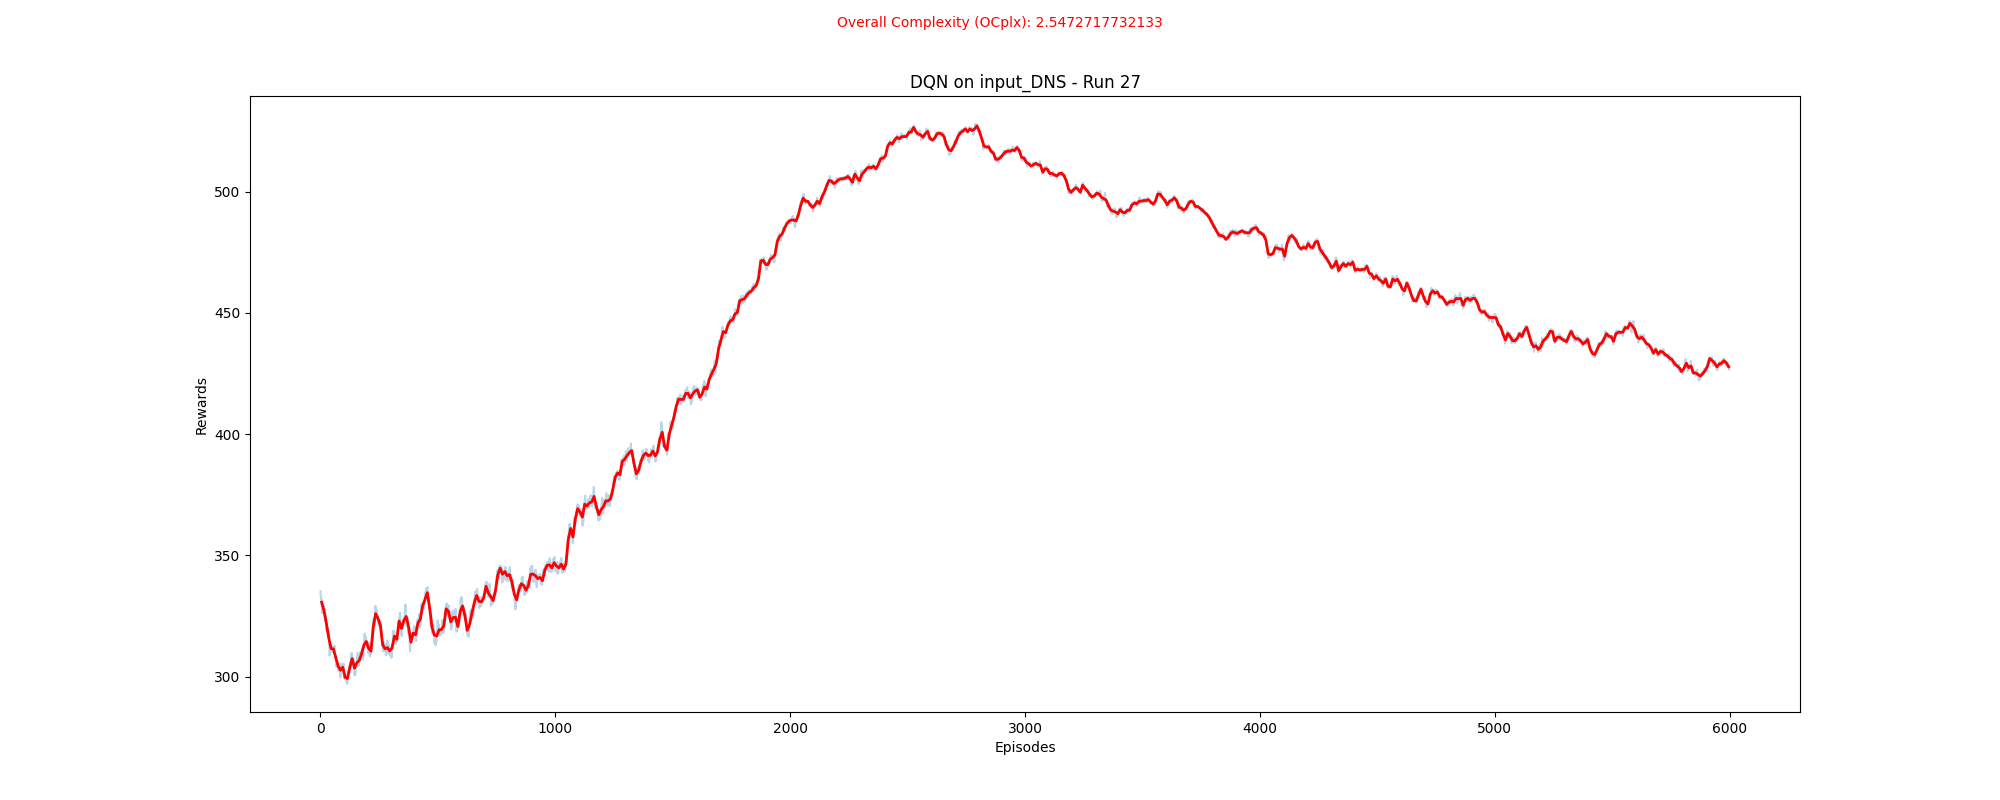 Overall Complexity (OCplx): 2.5472717732133
DQN on input_DNS - Run 27
Rewards
500
450
400
350
300
0 1000 2000 3000 4000 5000 6000
Episodes